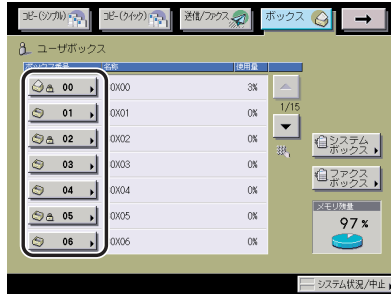 コピー(シンプル) コピー(クイック) 送信/ファクス ボックス
ユーザボックス
ボックス番号 名称 使用量
00 0X00 3%
01 0X01 0%
1/15
02 0X02 0%
03 0X03 0%
04 0X04 0%
05 0X05 0%
06 0X06 0%
システム
ボックス
ファクス
ボックス
メモリ残量
97%
システム状況/中止